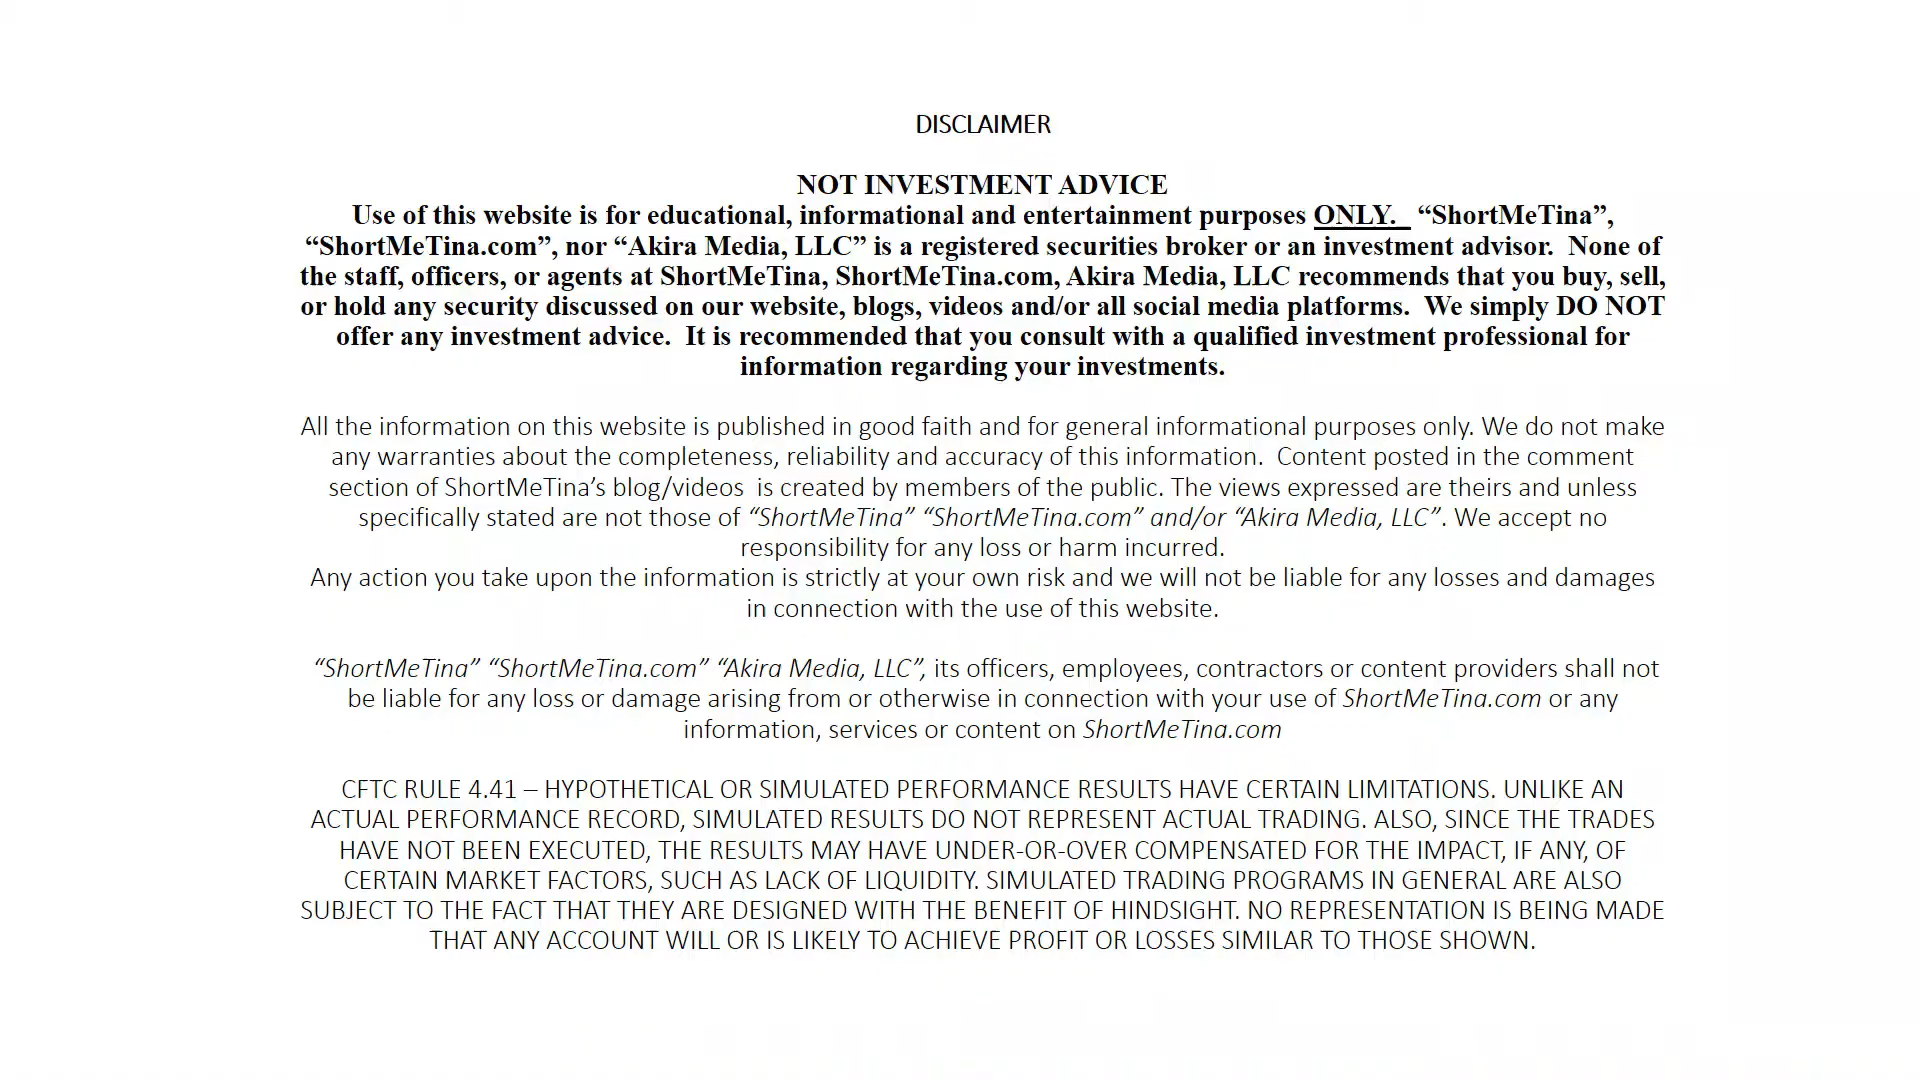 DISCLAIMER
NOT INVESTMENT ADVICE
Use of this website is for educational, informational and entertainment purposes ONLY.  “ShortMeTina”,
“ShortMeTina.com”, nor “Akira Media, LLC” is a registered securities broker or an investment advisor.  None of
the staff, officers, or agents at ShortMeTina, ShortMeTina.com, Akira Media, LLC recommends that you buy, sell,
or hold any security discussed on our website, blogs, videos and/or all social media platforms.  We simply DO NOT
offer any investment advice.  It is recommended that you consult with a qualified investment professional for
information regarding your investments.
All the information on this website is published in good faith and for general informational purposes only. We do not make
any warranties about the completeness, reliability and accuracy of this information.  Content posted in the comment
section of ShortMeTina’s blog/videos  is created by members of the public. The views expressed are theirs and unless
specifically stated are not those of “ShortMeTina” “ShortMeTina.com” and/or “Akira Media, LLC”. We accept no
responsibility for any loss or harm incurred.
Any action you take upon the information is strictly at your own risk and we will not be liable for any losses and damages
in connection with the use of this website.
“ShortMeTina” “ShortMeTina.com” “Akira Media, LLC”, its officers, employees, contractors or content providers shall not
be liable for any loss or damage arising from or otherwise in connection with your use of ShortMeTina.com or any
information, services or content on ShortMeTina.com
CFTC RULE 4.41 – HYPOTHETICAL OR SIMULATED PERFORMANCE RESULTS HAVE CERTAIN LIMITATIONS. UNLIKE AN
ACTUAL PERFORMANCE RECORD, SIMULATED RESULTS DO NOT REPRESENT ACTUAL TRADING. ALSO, SINCE THE TRADES
HAVE NOT BEEN EXECUTED, THE RESULTS MAY HAVE UNDER-OR-OVER COMPENSATED FOR THE IMPACT, IF ANY, OF
CERTAIN MARKET FACTORS, SUCH AS LACK OF LIQUIDITY. SIMULATED TRADING PROGRAMS IN GENERAL ARE ALSO
SUBJECT TO THE FACT THAT THEY ARE DESIGNED WITH THE BENEFIT OF HINDSIGHT. NO REPRESENTATION IS BEING MADE
THAT ANY ACCOUNT WILL OR IS LIKELY TO ACHIEVE PROFIT OR LOSSES SIMILAR TO THOSE SHOWN.